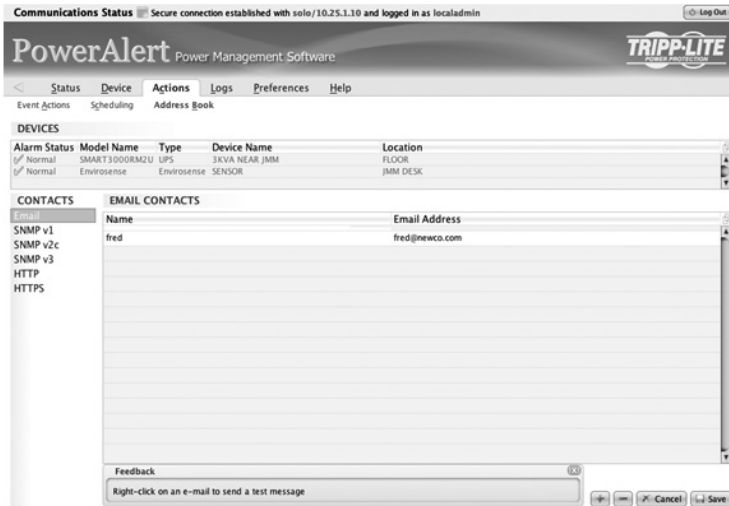 Communications Status Secure connection established with solo/10.25.1.10 and logged in as localadmin Log Out
PowerAlert Power Management Software
TRIPP·LITE
POWER PROTECTION
Status Device Actions Logs Preferences Help
Event Actions Scheduling Address Book
DEVICES
Alarm Status Model Name Type Device Name Location
Normal SMART3000RM2U UPS 3KVA NEAR JMM FLOOR
Normal Envirosense Envirosense SENSOR JMM DESK
CONTACTS EMAIL CONTACTS
Email Name Email Address
SNMP v1 fred fred@newco.com
SNMP v2c
SNMP v3
HTTP
HTTPS
Feedback
Right-click on an e-mail to send a test message
+ − Cancel Save